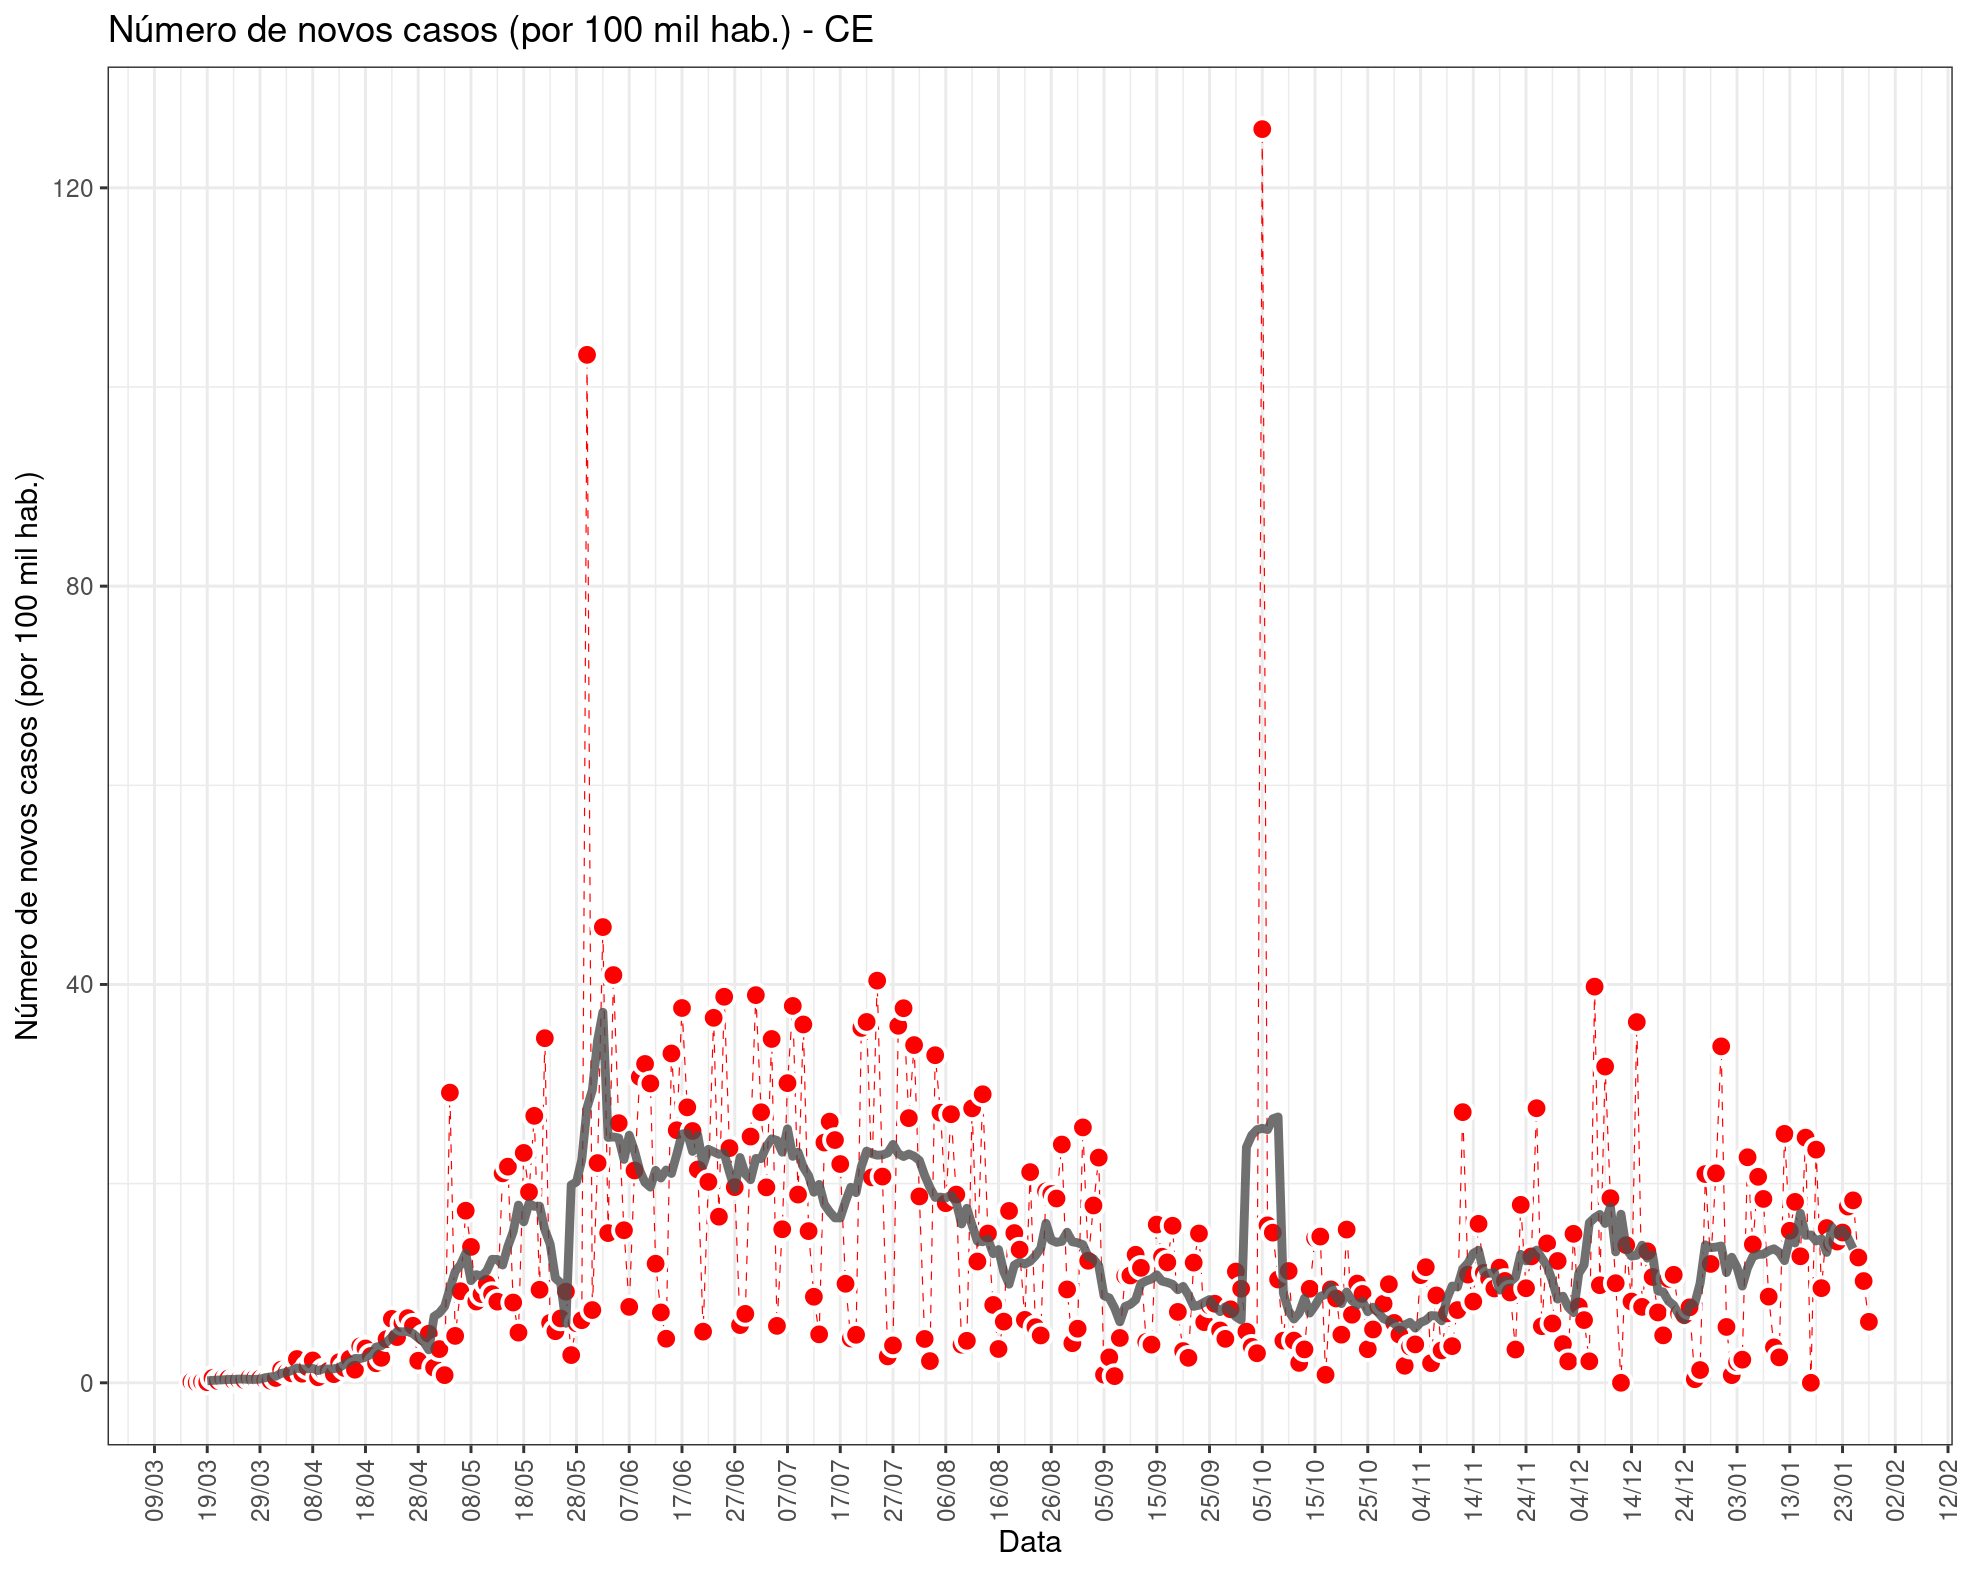 Número de novos casos (por 100 mil hab.) - CE
Número de novos casos (por 100 mil hab.)
120
80
40
0
09/03 19/03 29/03 08/04 18/04 28/04 08/05 18/05 28/05 07/06 17/06 27/06 07/07 17/07 27/07 06/08 16/08 26/08 05/09 15/09 25/09 05/10 15/10 25/10 04/11 14/11 24/11 04/12 14/12 24/12 03/01 13/01 23/01 02/02 12/02
Data